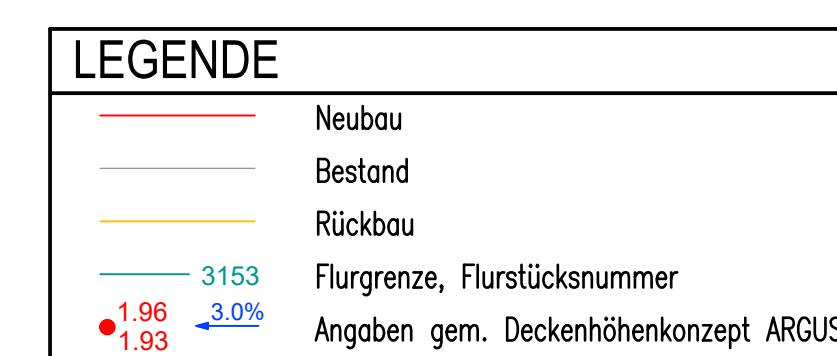 LEGENDE
Neubau
Bestand
Rückbau
3153 Flurgrenze, Flurstücksnummer
1.96 3.0%
1.93 Angaben gem. Deckenhöhenkonzept ARGUS